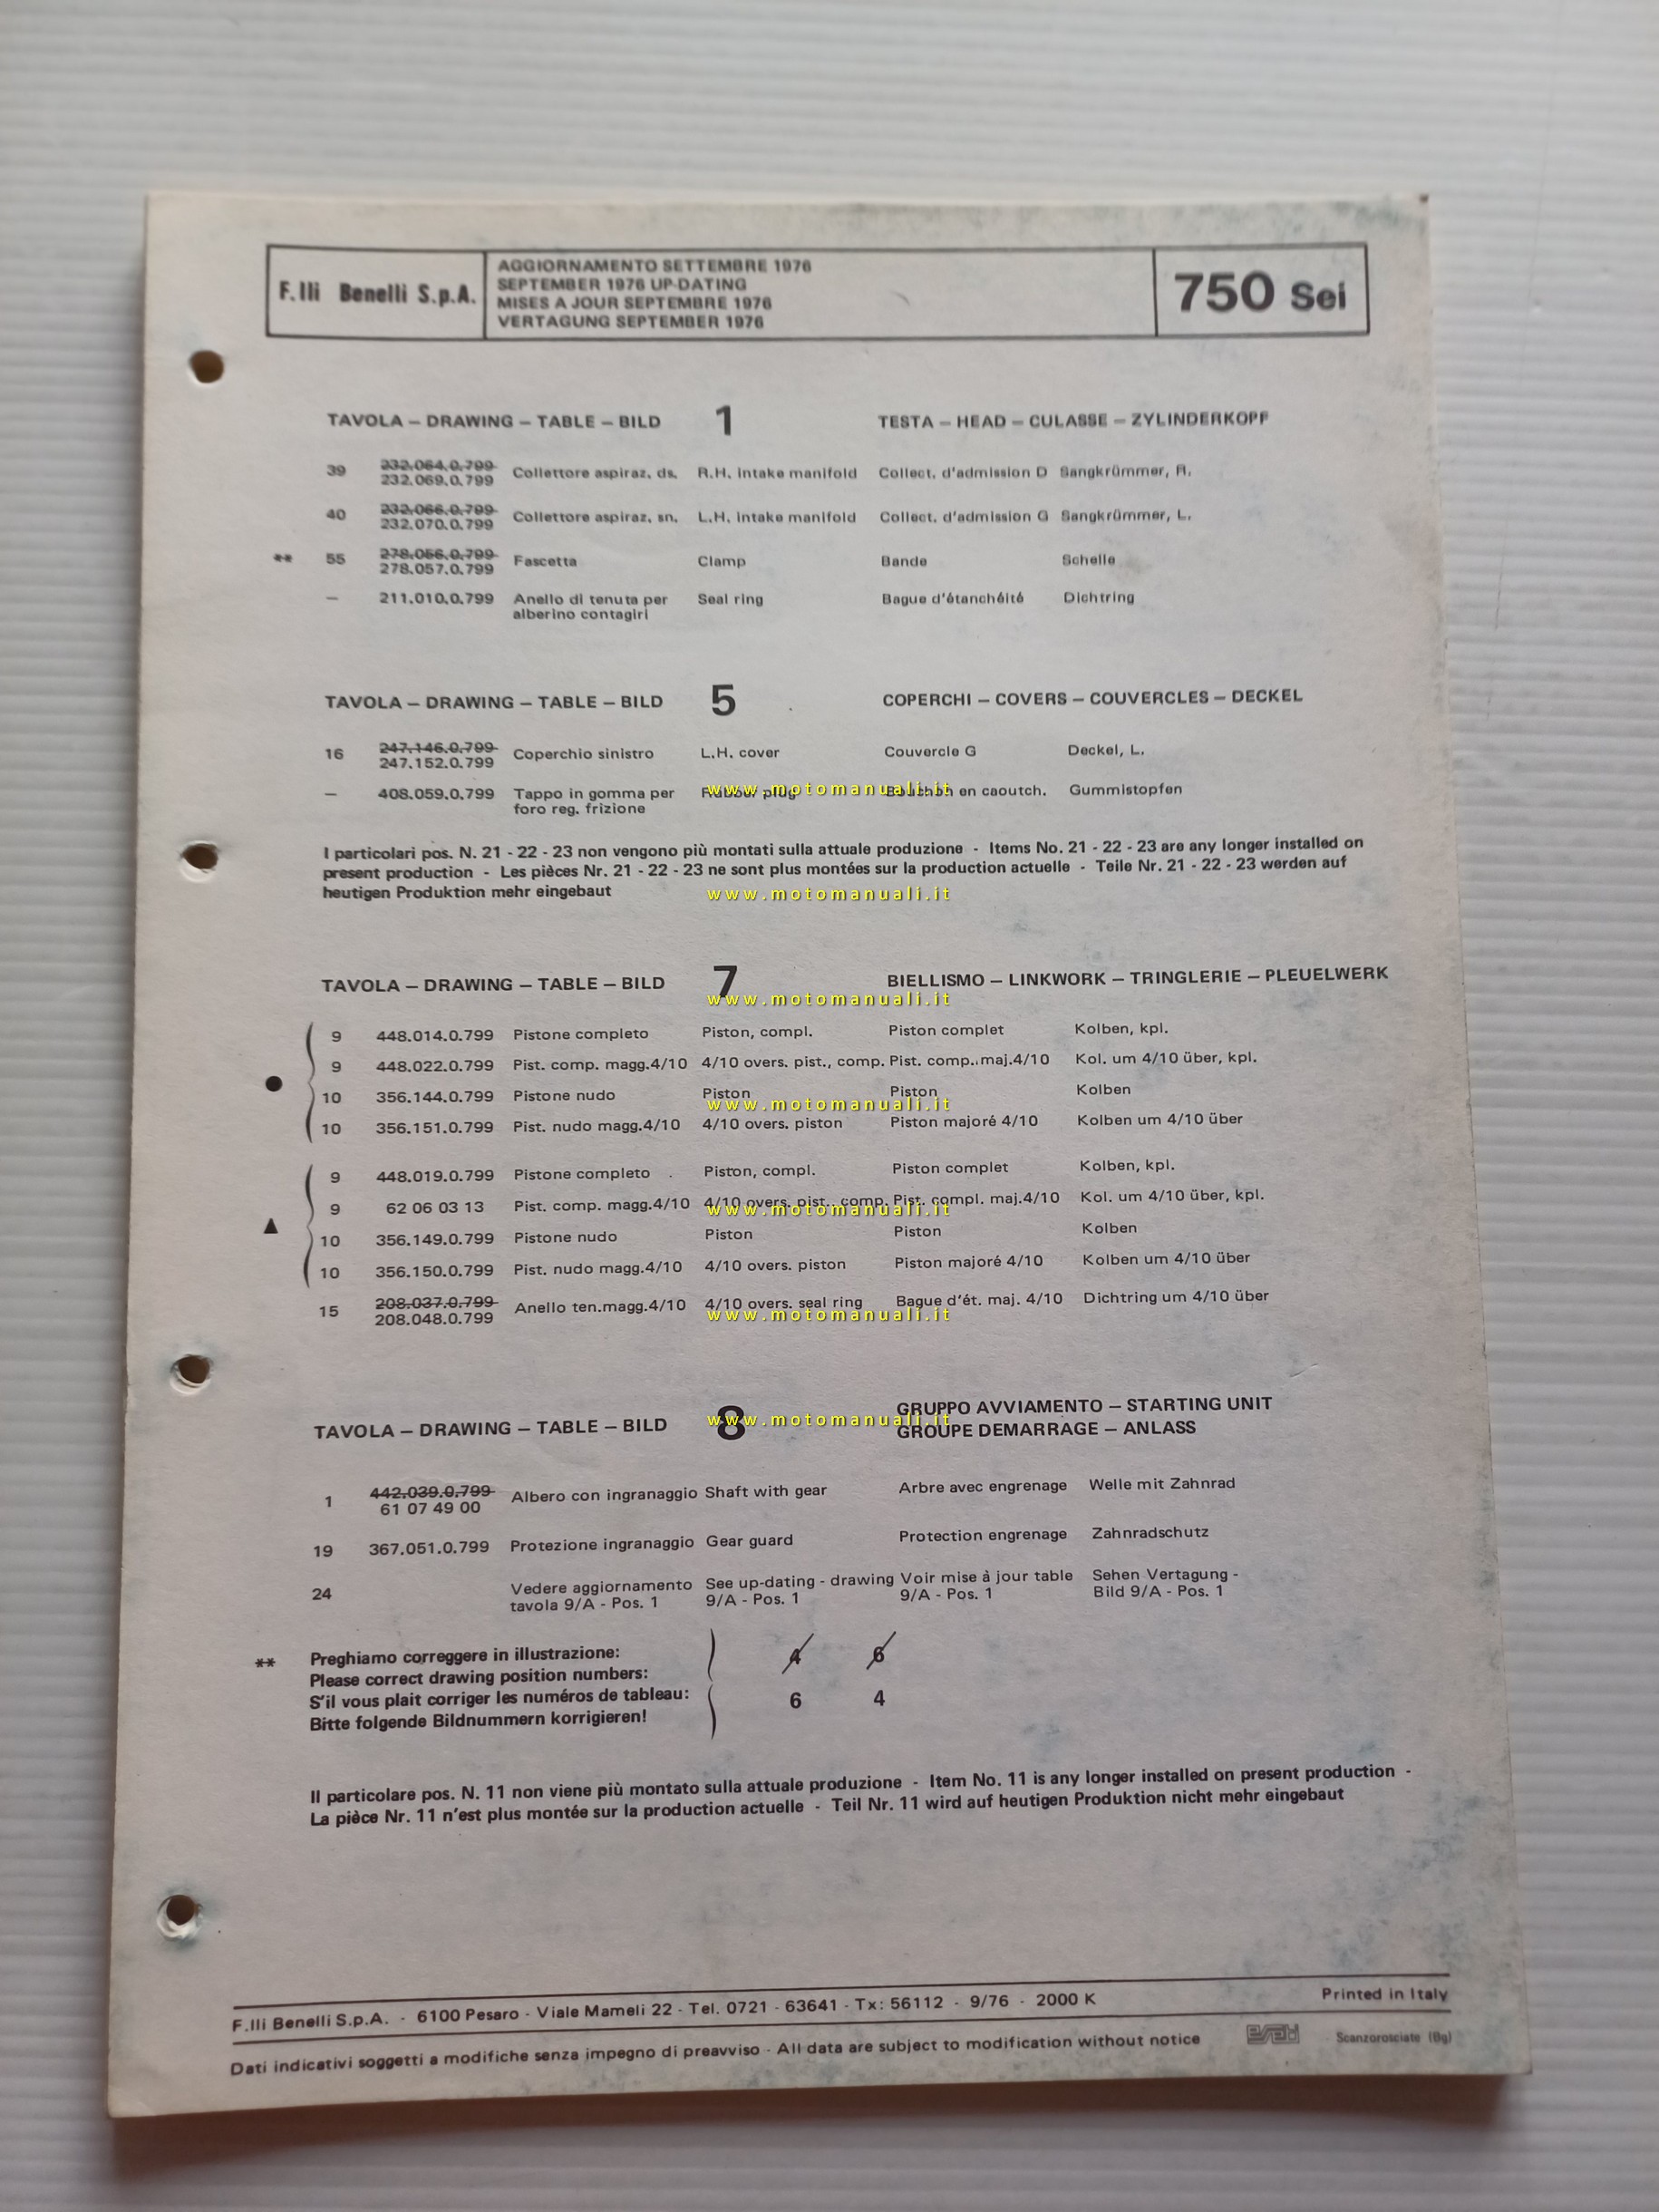 F.lli Benelli S.p.A.
AGGIORNAMENTO SETTEMBRE 1976
SEPTEMBER 1976 UP-DATING
MISES A JOUR SEPTEMBRE 1976
VERTAGUNG SEPTEMBER 1976
750 Sei
TAVOLA – DRAWING – TABLE – BILD 1 TESTA – HEAD – CULASSE – ZYLINDERKOPF
232.064.0.799
39 232.069.0.799 Collettore aspiraz. ds. R.H. intake manifold Collect. d'admission D Sangkrümmer, R.
232.066.0.799
40 232.070.0.799 Collettore aspiraz. sn. L.H. intake manifold Collect. d'admission G Sangkrümmer, L.
278.056.0.799
** 55 278.057.0.799 Fascetta Clamp Bande Schelle
– 211.010.0.799 Anello di tenuta per Seal ring Bague d'étanchéité Dichtring
alberino contagiri
TAVOLA – DRAWING – TABLE – BILD 5 COPERCHI – COVERS – COUVERCLES – DECKEL
247.146.0.799
16 247.152.0.799 Coperchio sinistro L.H. cover Couvercle G Deckel, L.
– 408.059.0.799 Tappo in gomma per Rubber plug Bouchon en caoutch. Gummistopfen
www.motomanuali.it
foro reg. frizione
I particolari pos. N. 21 - 22 - 23 non vengono più montati sulla attuale produzione - Items No. 21 - 22 - 23 are any longer installed on
present production - Les pièces Nr. 21 - 22 - 23 ne sont plus montées sur la production actuelle - Teile Nr. 21 - 22 - 23 werden auf
heutigen Produktion mehr eingebaut
www.motomanuali.it
TAVOLA – DRAWING – TABLE – BILD 7 BIELLISMO – LINKWORK – TRINGLERIE – PLEUELWERK
www.motomanuali.it
9 448.014.0.799 Pistone completo Piston, compl. Piston complet Kolben, kpl.
9 448.022.0.799 Pist. comp. magg.4/10 4/10 overs. pist., comp. Pist. comp. maj.4/10 Kol. um 4/10 über, kpl.
● 10 356.144.0.799 Pistone nudo Piston Piston Kolben
www.motomanuali.it
10 356.151.0.799 Pist. nudo magg.4/10 4/10 overs. piston Piston majoré 4/10 Kolben um 4/10 über
9 448.019.0.799 Pistone completo Piston, compl. Piston complet Kolben, kpl.
9 62 06 03 13 Pist. comp. magg.4/10 4/10 overs. pist., comp. Pist. compl. maj.4/10 Kol. um 4/10 über, kpl.
www.motomanuali.it
▲ 10 356.149.0.799 Pistone nudo Piston Piston Kolben
10 356.150.0.799 Pist. nudo magg.4/10 4/10 overs. piston Piston majoré 4/10 Kolben um 4/10 über
208.037.0.799
15 208.048.0.799 Anello ten.magg.4/10 4/10 overs. seal ring Bague d'ét. maj. 4/10 Dichtring um 4/10 über
www.motomanuali.it
TAVOLA – DRAWING – TABLE – BILD 8 GRUPPO AVVIAMENTO – STARTING UNIT
www.motomanuali.it
GROUPE DEMARRAGE – ANLASS
442.039.0.799
1 61 07 49 00 Albero con ingranaggio Shaft with gear Arbre avec engrenage Welle mit Zahnrad
19 367.051.0.799 Protezione ingranaggio Gear guard Protection engrenage Zahnradschutz
24 Vedere aggiornamento See up-dating - drawing Voir mise à jour table Sehen Vertagung -
tavola 9/A - Pos. 1 9/A - Pos. 1 9/A - Pos. 1 Bild 9/A - Pos. 1
** Preghiamo correggere in illustrazione: 4 6
Please correct drawing position numbers:
S'il vous plait corriger les numéros de tableau: 6 4
Bitte folgende Bildnummern korrigieren!
Il particolare pos. N. 11 non viene più montato sulla attuale produzione - Item No. 11 is any longer installed on present production -
La pièce Nr. 11 n'est plus montée sur la production actuelle - Teil Nr. 11 wird auf heutigen Produktion nicht mehr eingebaut
F.lli Benelli S.p.A. - 6100 Pesaro - Viale Mameli 22 - Tel. 0721 - 63641 - Tx: 56112 - 9/76 - 2000 K Printed in Italy
Dati indicativi soggetti a modifiche senza impegno di preavviso - All data are subject to modification without notice Scanzorosciate (Bg)